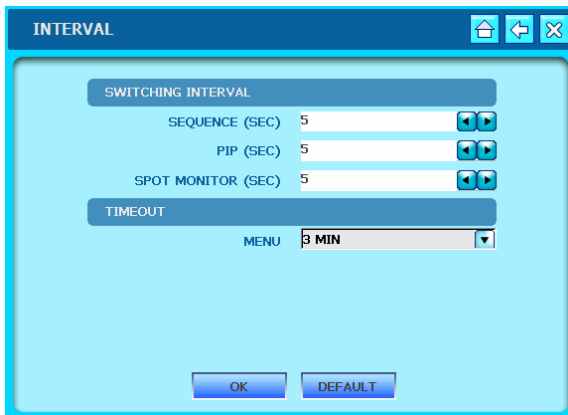 INTERVAL
SWITCHING INTERVAL
SEQUENCE (SEC) 5
PIP (SEC) 5
SPOT MONITOR (SEC) 5
TIMEOUT
MENU 3 MIN
OK DEFAULT